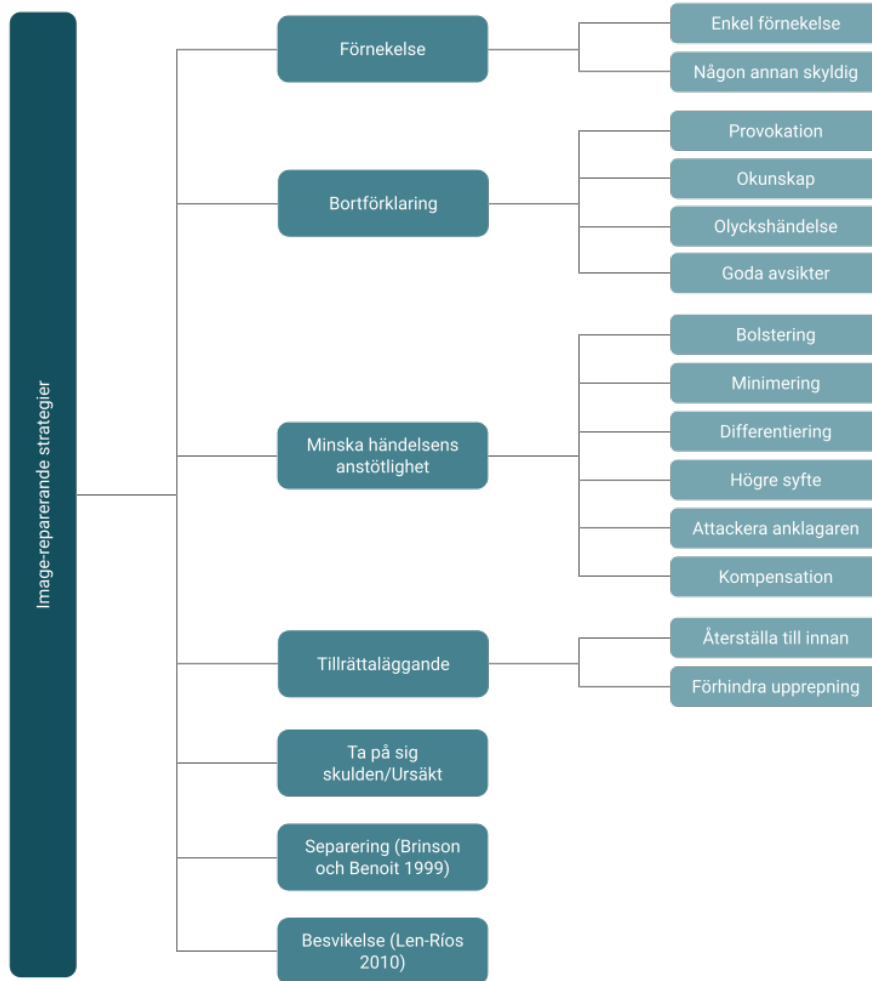 Image-reparerande strategier
Förnekelse
Enkel förnekelse
Någon annan skyldig
Bortförklaring
Provokation
Okunskap
Olyckshändelse
Goda avsikter
Minska händelsens
anstötlighet
Bolstering
Minimering
Differentiering
Högre syfte
Attackera anklagaren
Kompensation
Tillrättaläggande
Återställa till innan
Förhindra upprepning
Ta på sig
skulden/Ursäkt
Separering (Brinson
och Benoit 1999)
Besvikelse (Len-Ríos
2010)